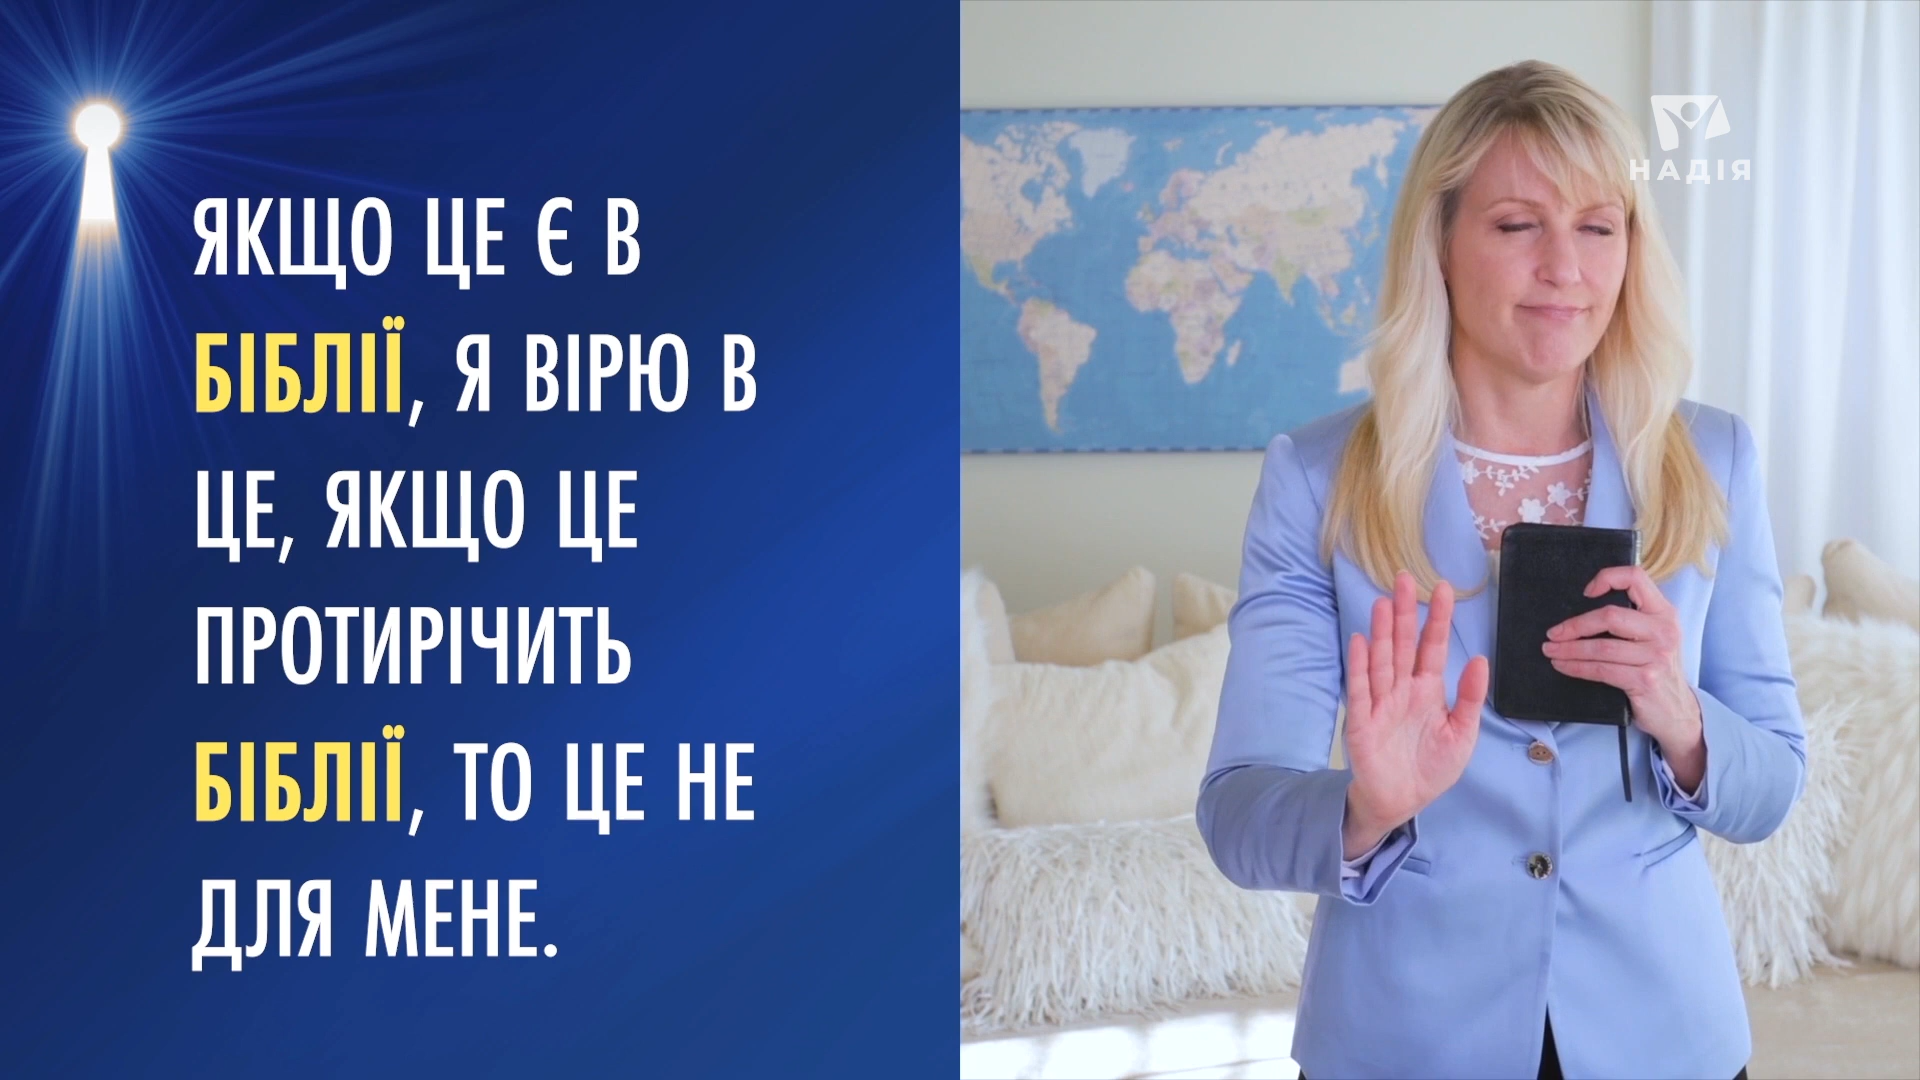 ЯКЩО ЦЕ Є В
БІБЛІЇ, Я ВІРЮ В
ЦЕ, ЯКЩО ЦЕ
ПРОТИРІЧИТЬ
БІБЛІЇ, ТО ЦЕ НЕ
ДЛЯ МЕНЕ.
НАДІЯ